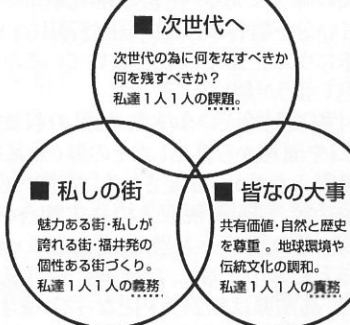 ■ 次世代へ
次世代の為に何をなすべきか
何を残すべきか？
私達１人１人の課題。
■ 私しの街
魅力ある街・私しが
誇れる街・福井発の
個性ある街づくり。
私達１人１人の義務
■ 皆なの大事
共有価値・自然と歴史
を尊重。地球環境や
伝統文化の調和。
私達１人１人の責務